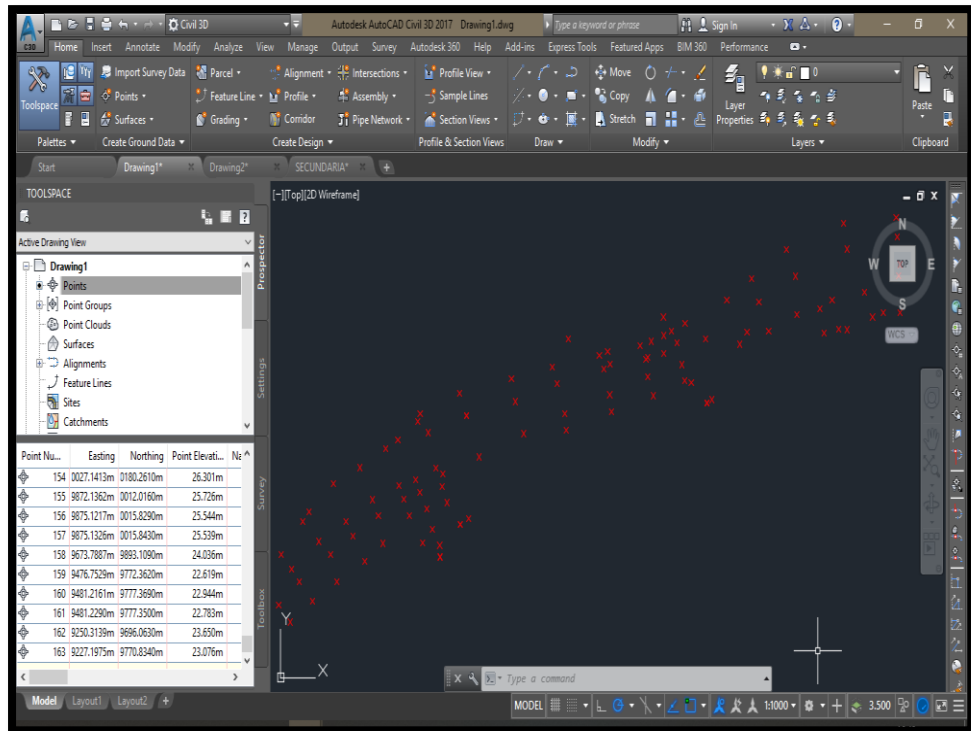 Civil 3D Autodesk AutoCAD Civil 3D 2017 Drawing1.dwg Type a keyword or phrase Sign In
C3D Home Insert Annotate Modify Analyze View Manage Output Survey Autodesk 360 Help Add-ins Express Tools Featured Apps BIM 360 Performance
Toolspace
Import Survey Data Parcel Alignment Intersections Profile View Move
Points Feature Line Profile Assembly Sample Lines Copy
Surfaces Grading Corridor Pipe Network Section Views Stretch
Layer Properties
0
Paste
Palettes Create Ground Data Create Design Profile & Section Views Draw Modify Layers Clipboard
Start Drawing1* Drawing2* SECUNDARIA*
TOOLSPACE
[−][Top][2D Wireframe]
Active Drawing View
Drawing1
Points
Point Groups
Point Clouds
Surfaces
Alignments
Feature Lines
Sites
Catchments
Prospector
Settings
Survey
Toolbox
Point Nu... Easting Northing Point Elevati... Na
154 0027.1413m 0180.2610m 26.301m
155 9872.1362m 0012.0160m 25.726m
156 9875.1217m 0015.8290m 25.544m
157 9875.1326m 0015.8430m 25.539m
158 9673.7887m 9893.1090m 24.036m
159 9476.7529m 9772.3620m 22.619m
160 9481.2161m 9777.3690m 22.944m
161 9481.2290m 9777.3500m 22.783m
162 9250.3139m 9696.0630m 23.650m
163 9227.1975m 9770.8340m 23.076m
N
W TOP E
S
WCS
Y
X
Type a command
Model Layout1 Layout2 +
MODEL 1:1000 3.500